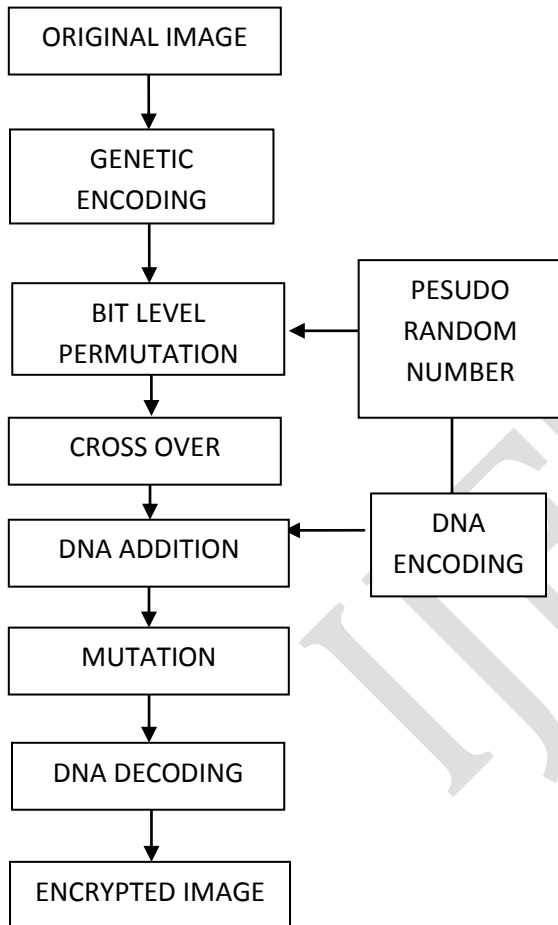 ORIGINAL IMAGE
GENETIC
ENCODING
BIT LEVEL
PERMUTATION
PESUDO
RANDOM
NUMBER
CROSS OVER
DNA ADDITION
DNA
ENCODING
MUTATION
DNA DECODING
ENCRYPTED IMAGE